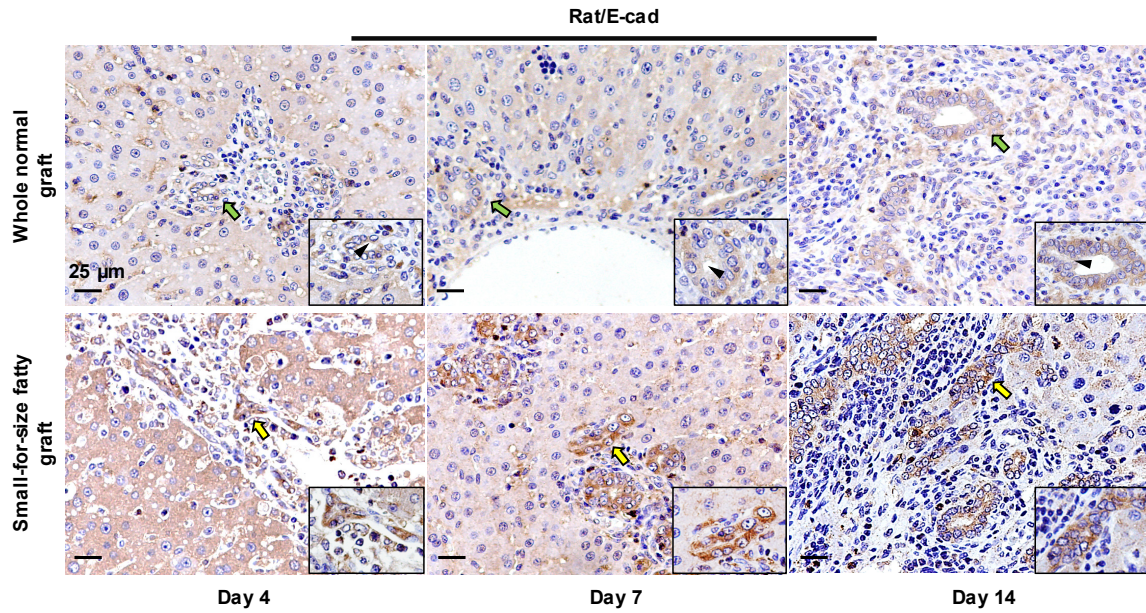 Rat/E-cad
Whole normal
graft
25 µm
Small-for-size fatty
graft
Day 4
Day 7
Day 14